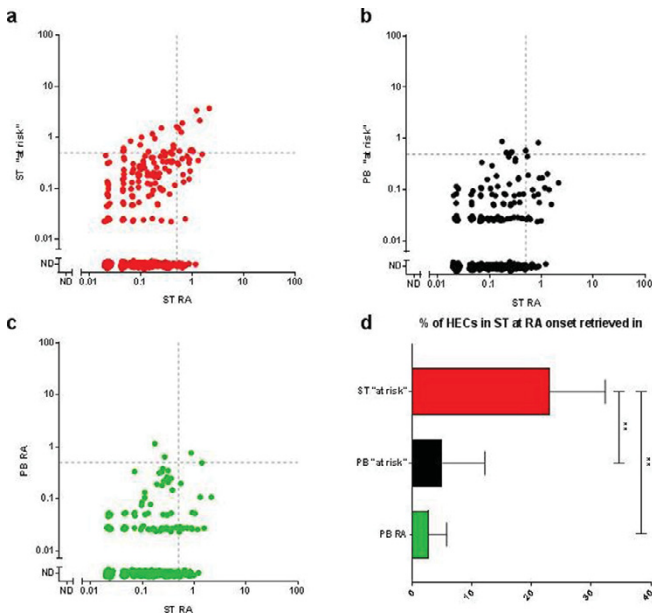 a
100
10
1
0.1
0.01
ND
ST "at risk"
ND 0.01 0.1 1 10 100
ST RA
b
100
10
1
0.1
0.01
ND
PB "at risk"
ND 0.01 0.1 1 10 100
ST RA
c
100
10
1
0.1
0.01
ND
PB RA
ND 0.01 0.1 1 10 100
ST RA
d
% of HECs in ST at RA onset retrieved in
ST "at risk"
PB "at risk"
PB RA
**
**
0 10 20 30 40